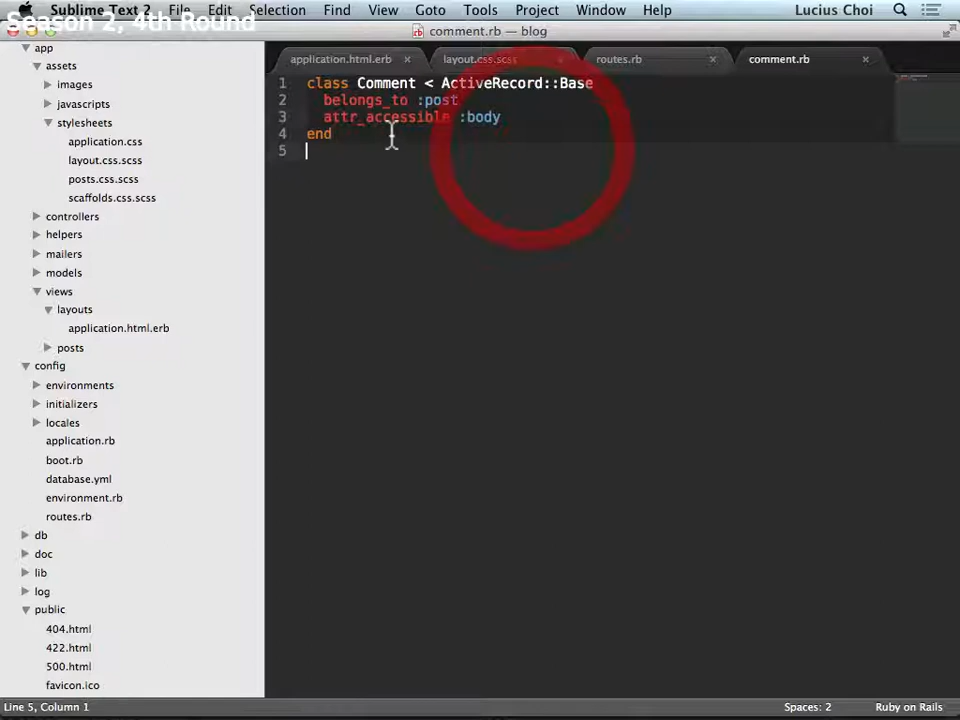 Sublime Text 2 File Edit Selection Find View Goto Tools Project Window Help Lucius Choi
Season 2, 4th Round
comment.rb — blog
application.html.erb × layout.css.scss × routes.rb × comment.rb ×
app
assets
images
javascripts
stylesheets
application.css
layout.css.scss
posts.css.scss
scaffolds.css.scss
controllers
helpers
mailers
models
views
layouts
application.html.erb
posts
config
environments
initializers
locales
application.rb
boot.rb
database.yml
environment.rb
routes.rb
db
doc
lib
log
public
404.html
422.html
500.html
favicon.ico
1 class Comment < ActiveRecord::Base
2 belongs_to :post
3 attr_accessible :body
4 end
5
Line 5, Column 1 Spaces: 2 Ruby on Rails